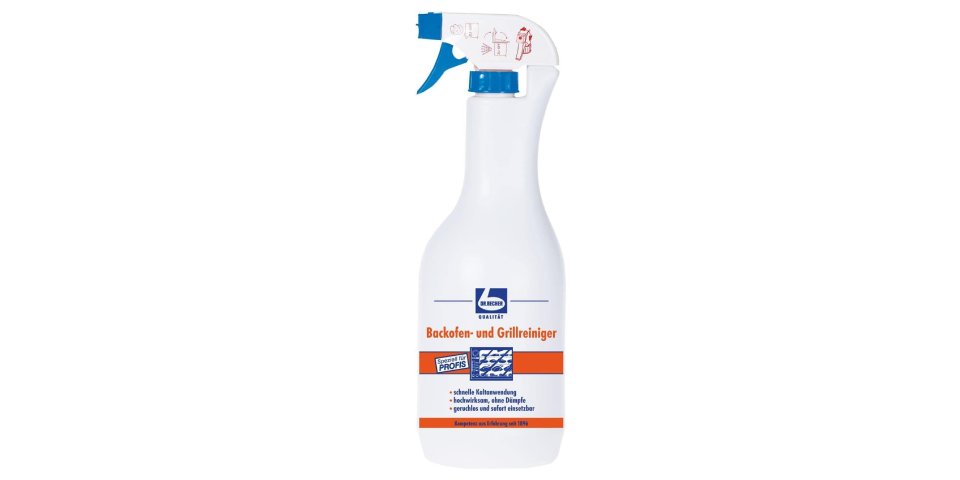 DR.BECHER
QUALITÄT
Backofen- und Grillreiniger
Speziell für
PROFIS
• schnelle Kaltanwendung
• hochwirksam, ohne Dämpfe
• geruchlos und sofort einsetzbar
Kompetenz aus Erfahrung seit 1896